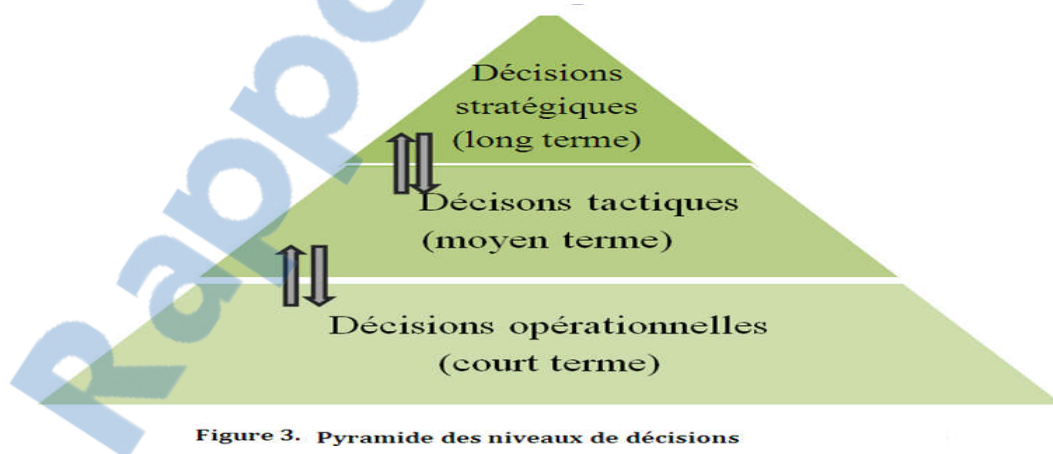 Décisions
stratégiques
(long terme)
Décisons tactiques
(moyen terme)
Décisions opérationnelles
(court terme)
Figure 3. Pyramide des niveaux de décisions
Rappo